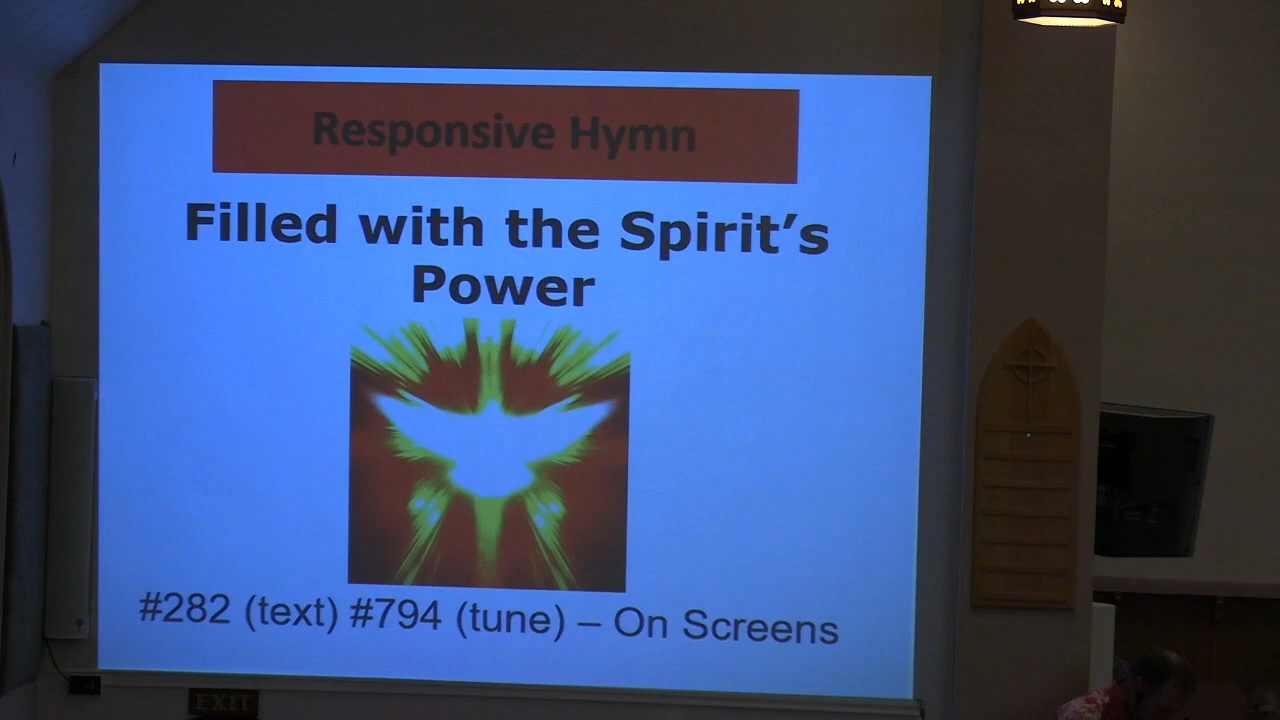 Responsive Hymn
Filled with the Spirit’s
Power
#282 (text) #794 (tune) – On Screens
EXIT